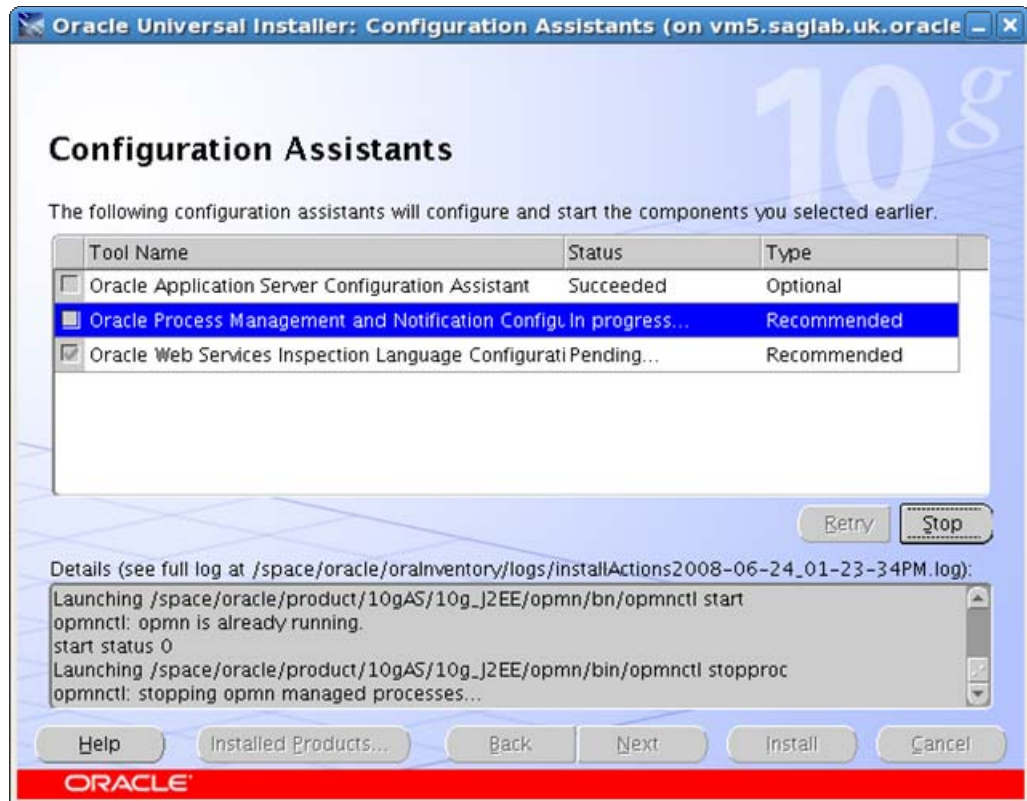 Oracle Universal Installer: Configuration Assistants (on vm5.saglab.uk.oracle
10g
Configuration Assistants
The following configuration assistants will configure and start the components you selected earlier.
Tool Name Status Type
Oracle Application Server Configuration Assistant Succeeded Optional
Oracle Process Management and Notification Configu In progress... Recommended
Oracle Web Services Inspection Language Configurati Pending... Recommended
Retry Stop
Details (see full log at /space/oracle/oraInventory/logs/installActions2008-06-24_01-23-34PM.log):
Launching /space/oracle/product/10gAS/10g_J2EE/opmn/bn/opmnctl start
opmnctl: opmn is already running.
start status 0
Launching /space/oracle/product/10gAS/10g_J2EE/opmn/bin/opmnctl stopproc
opmnctl: stopping opmn managed processes...
Help Installed Products... Back Next Install Cancel
ORACLE